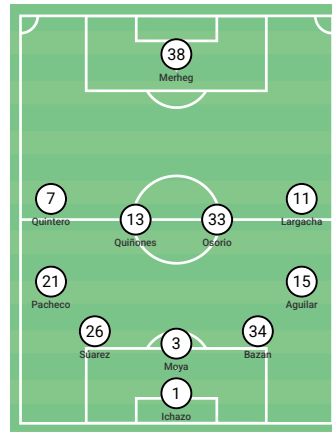 38
Merheg
7
11
Quintero
Largacha
13
33
Quiñones
Osorio
21
15
Pacheco
Aguilar
26
34
Súarez
Bazan
3
Moya
1
Ichazo